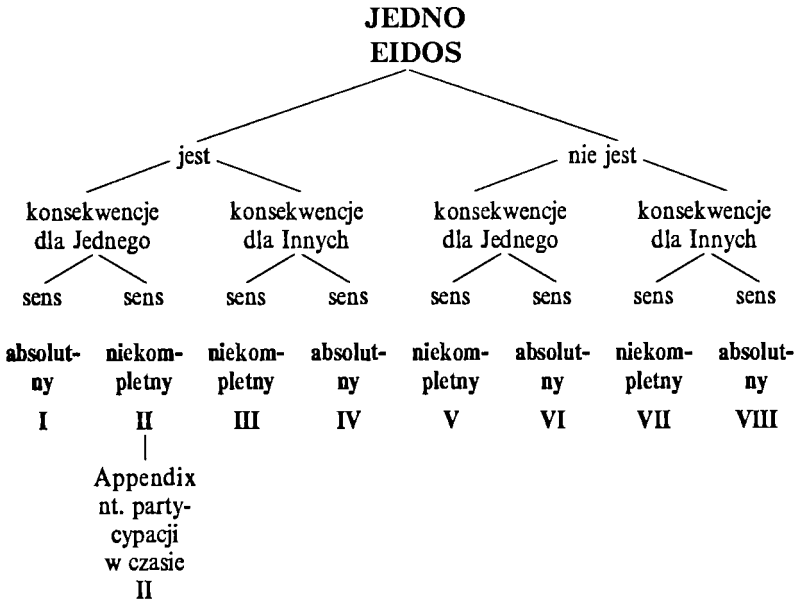 JEDNO
EIDOS
jest
nie jest
konsekwencje
dla Jednego
konsekwencje
dla Innych
konsekwencje
dla Jednego
konsekwencje
dla Innych
sens sens sens sens sens sens sens sens
absolut- niekom- niekom- absolut- niekom- absolut- niekom- absolut-
ny pletny pletny ny pletny ny pletny ny
I II III IV V VI VII VIII
Appendix
nt. party-
cypacji
w czasie
II